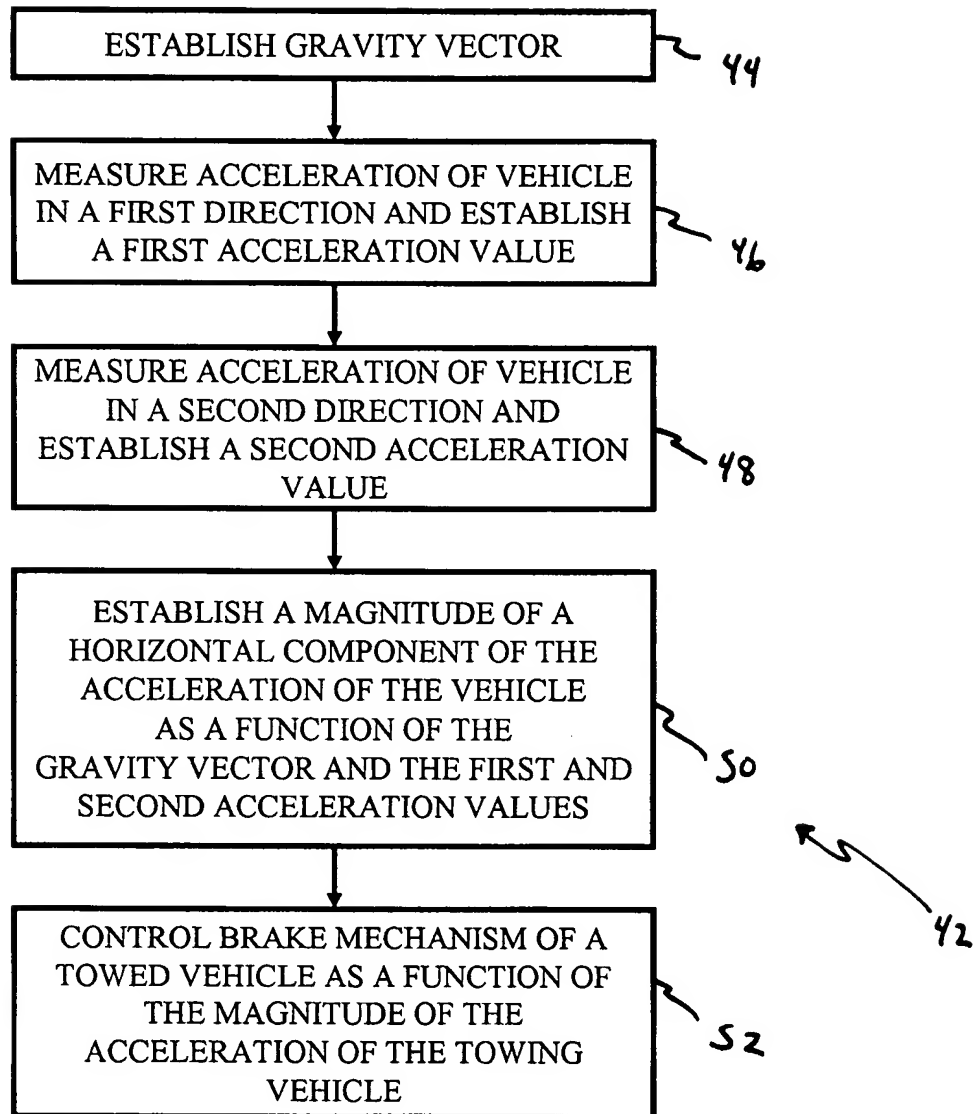 ESTABLISH GRAVITY VECTOR
44
MEASURE ACCELERATION OF VEHICLE
IN A FIRST DIRECTION AND ESTABLISH
A FIRST ACCELERATION VALUE
46
MEASURE ACCELERATION OF VEHICLE
IN A SECOND DIRECTION AND
ESTABLISH A SECOND ACCELERATION
VALUE
48
ESTABLISH A MAGNITUDE OF A
HORIZONTAL COMPONENT OF THE
ACCELERATION OF THE VEHICLE
AS A FUNCTION OF THE
GRAVITY VECTOR AND THE FIRST AND
SECOND ACCELERATION VALUES
50
42
CONTROL BRAKE MECHANISM OF A
TOWED VEHICLE AS A FUNCTION OF
THE MAGNITUDE OF THE
ACCELERATION OF THE TOWING
VEHICLE
52